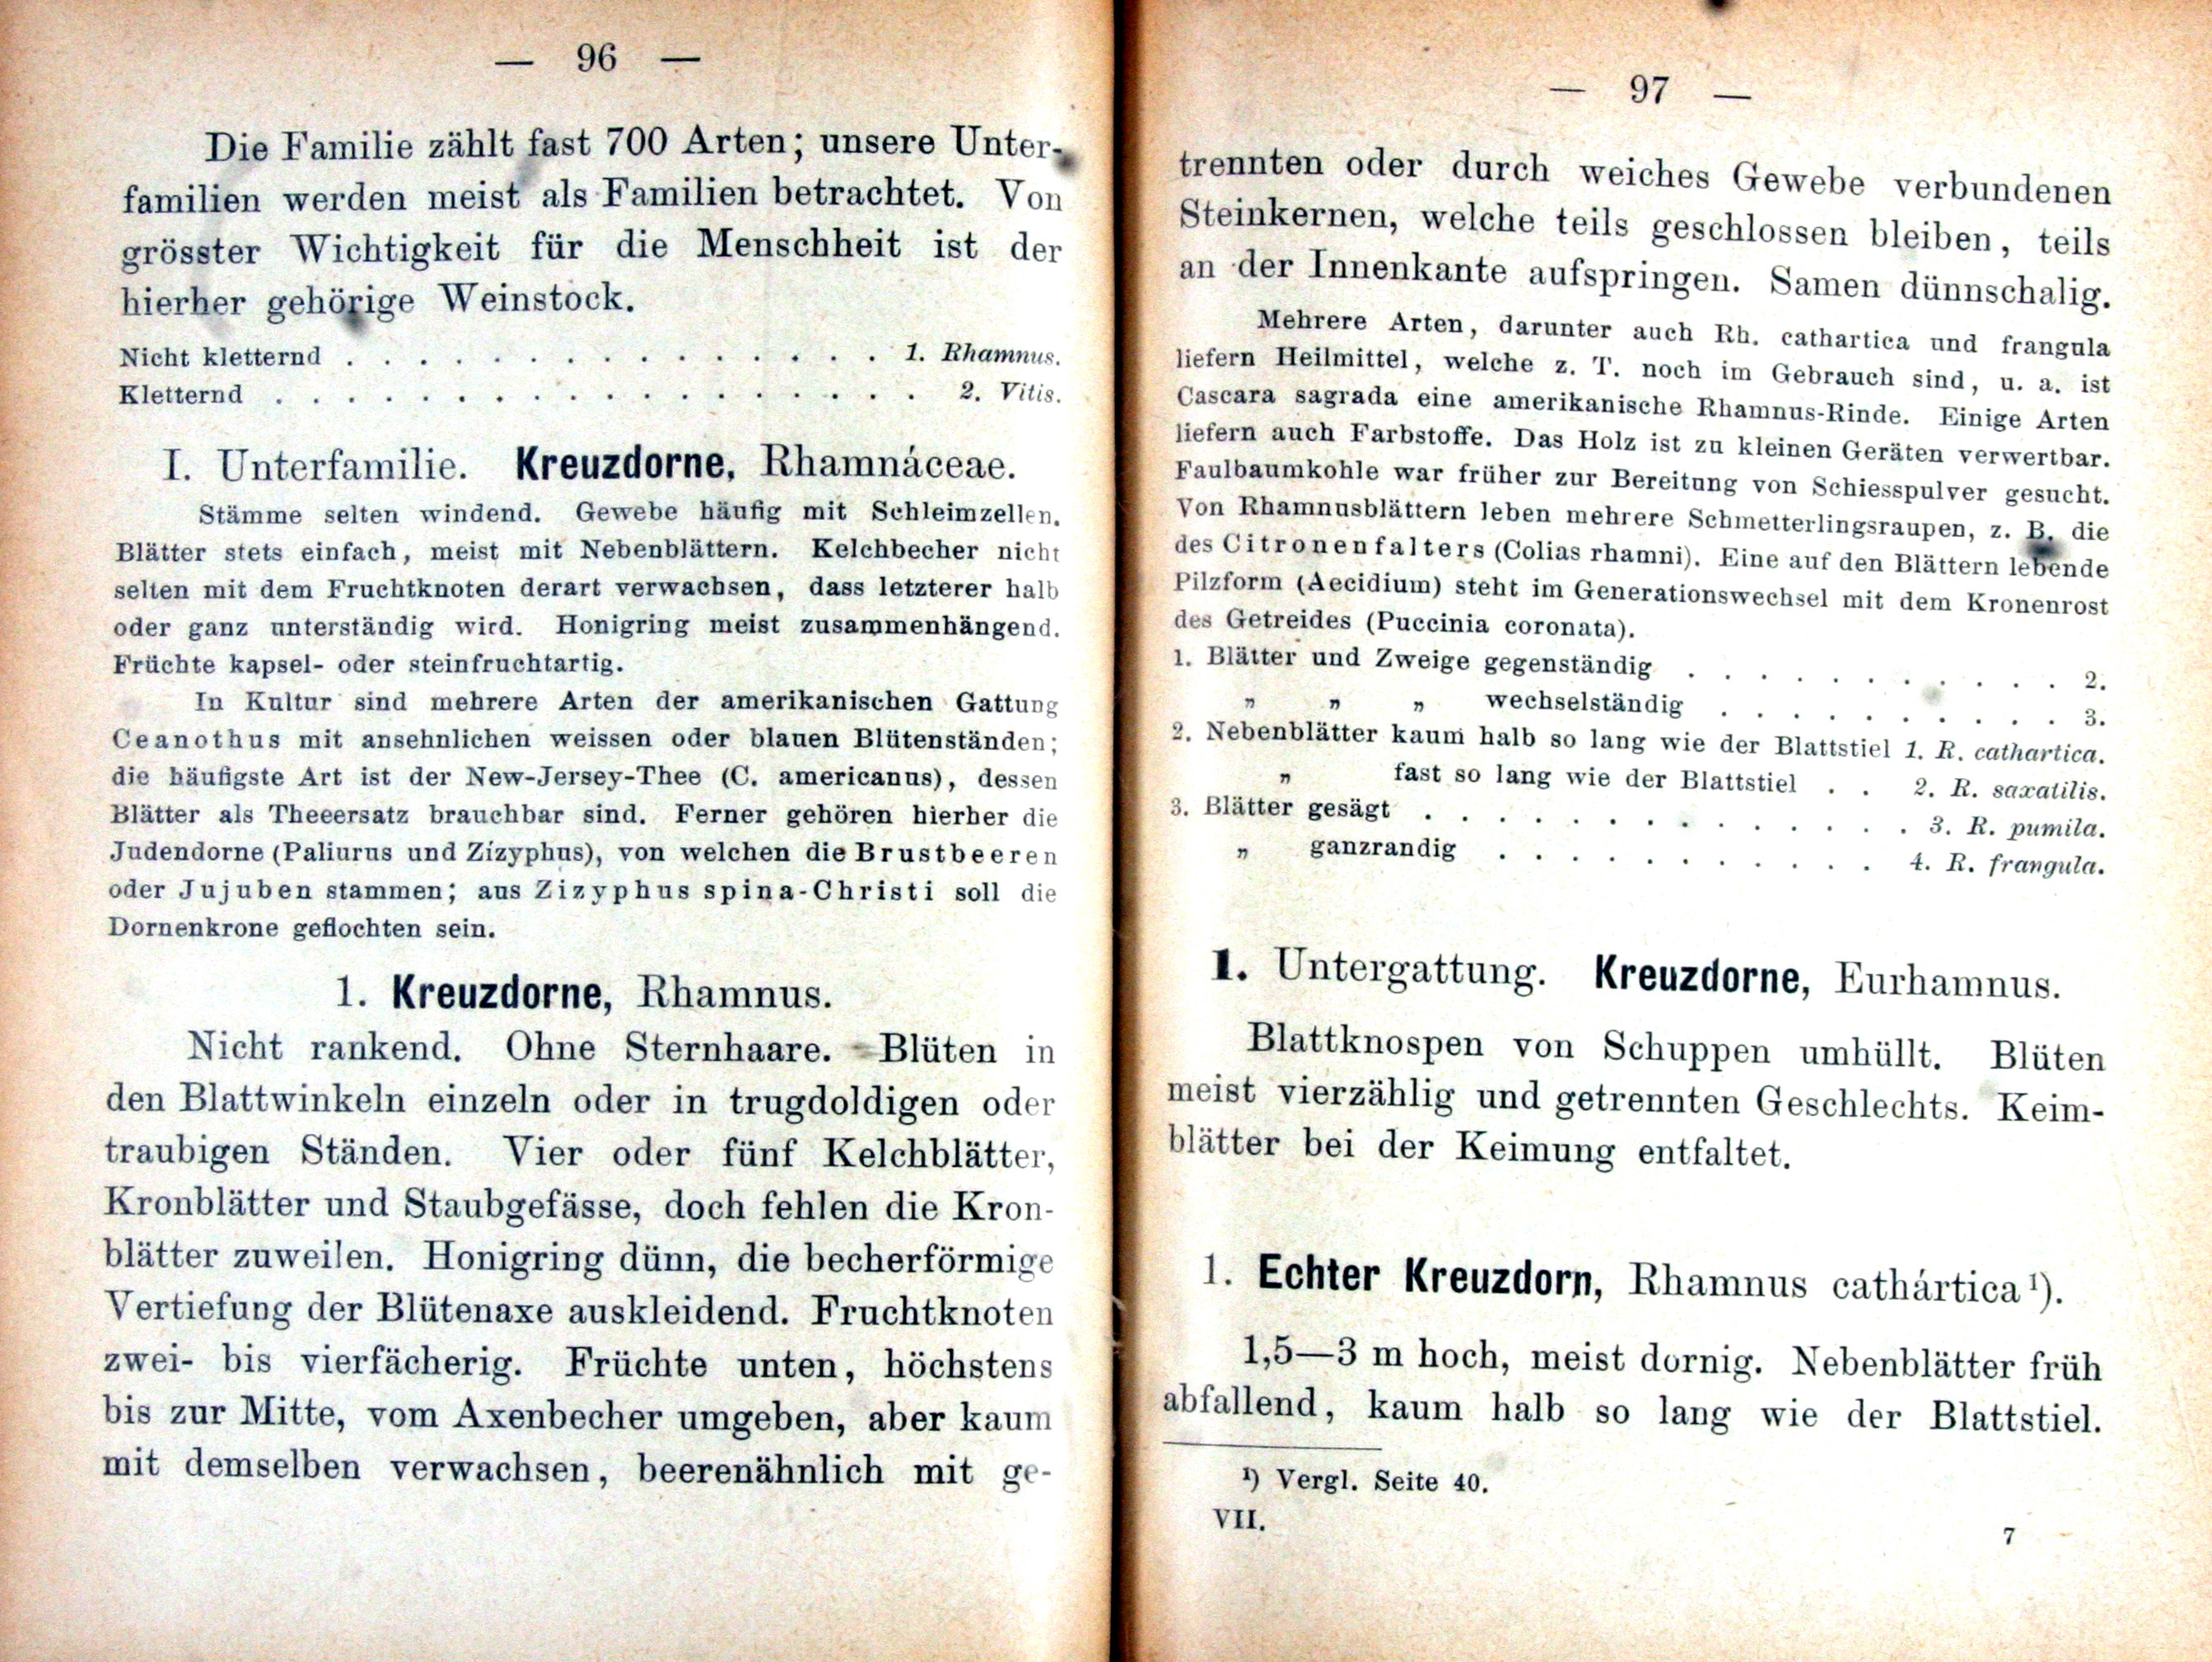 — 96 —
Die Familie zählt fast 700 Arten; unsere Unter-
familien werden meist als Familien betrachtet. Von
grösster Wichtigkeit für die Menschheit ist der
hierher gehörige Weinstock.
Nicht kletternd . . . . . . . . . . . . . . . 1. Rhamnus.
Kletternd . . . . . . . . . . . . . . . . . . 2. Vitis.
I. Unterfamilie. Kreuzdorne, Rhamnáceae.
Stämme selten windend. Gewebe häufig mit Schleimzellen.
Blätter stets einfach, meist mit Nebenblättern. Kelchbecher nicht
selten mit dem Fruchtknoten derart verwachsen, dass letzterer halb
oder ganz unterständig wird. Honigring meist zusammenhängend.
Früchte kapsel- oder steinfruchtartig.
In Kultur sind mehrere Arten der amerikanischen Gattung
Ceanothus mit ansehnlichen weissen oder blauen Blütenständen;
die häufigste Art ist der New-Jersey-Thee (C. americanus), dessen
Blätter als Theeersatz brauchbar sind. Ferner gehören hierher die
Judendorne (Paliurus und Zizyphus), von welchen die Brustbeeren
oder Jujuben stammen; aus Zizyphus spina-Christi soll die
Dornenkrone geflochten sein.
1. Kreuzdorne, Rhamnus.
Nicht rankend. Ohne Sternhaare. Blüten in
den Blattwinkeln einzeln oder in trugdoldigen oder
traubigen Ständen. Vier oder fünf Kelchblätter,
Kronblätter und Staubgefässe, doch fehlen die Kron-
blätter zuweilen. Honigring dünn, die becherförmige
Vertiefung der Blütenaxe auskleidend. Fruchtknoten
zwei- bis vierfächerig. Früchte unten, höchstens
bis zur Mitte, vom Axenbecher umgeben, aber kaum
mit demselben verwachsen, beerenähnlich mit ge-
— 97 —
trennten oder durch weiches Gewebe verbundenen
Steinkernen, welche teils geschlossen bleiben, teils
an der Innenkante aufspringen. Samen dünnschalig.
Mehrere Arten, darunter auch Rh. cathartica und frangula
liefern Heilmittel, welche z. T. noch im Gebrauch sind, u. a. ist
Cascara sagrada eine amerikanische Rhamnus-Rinde. Einige Arten
liefern auch Farbstoffe. Das Holz ist zu kleinen Geräten verwertbar.
Faulbaumkohle war früher zur Bereitung von Schiesspulver gesucht.
Von Rhamnusblättern leben mehrere Schmetterlingsraupen, z. B. die
des Citronenfalters (Colias rhamni). Eine auf den Blättern lebende
Pilzform (Aecidium) steht im Generationswechsel mit dem Kronenrost
des Getreides (Puccinia coronata).
1. Blätter und Zweige gegenständig . . . . . . . . . . . 2.
„ „ „ wechselständig . . . . . . . . . . 3.
2. Nebenblätter kaum halb so lang wie der Blattstiel 1. R. cathartica.
„ fast so lang wie der Blattstiel . . 2. R. saxatilis.
3. Blätter gesägt . . . . . . . . . . . . . . 3. R. pumila.
„ ganzrandig . . . . . . . . . . . 4. R. frangula.
I. Untergattung. Kreuzdorne, Eurhamnus.
Blattknospen von Schuppen umhüllt. Blüten
meist vierzählig und getrennten Geschlechts. Keim-
blätter bei der Keimung entfaltet.
1. Echter Kreuzdorn, Rhamnus cathártica¹).
1,5—3 m hoch, meist dornig. Nebenblätter früh
abfallend, kaum halb so lang wie der Blattstiel.
¹) Vergl. Seite 40.
VII. 7